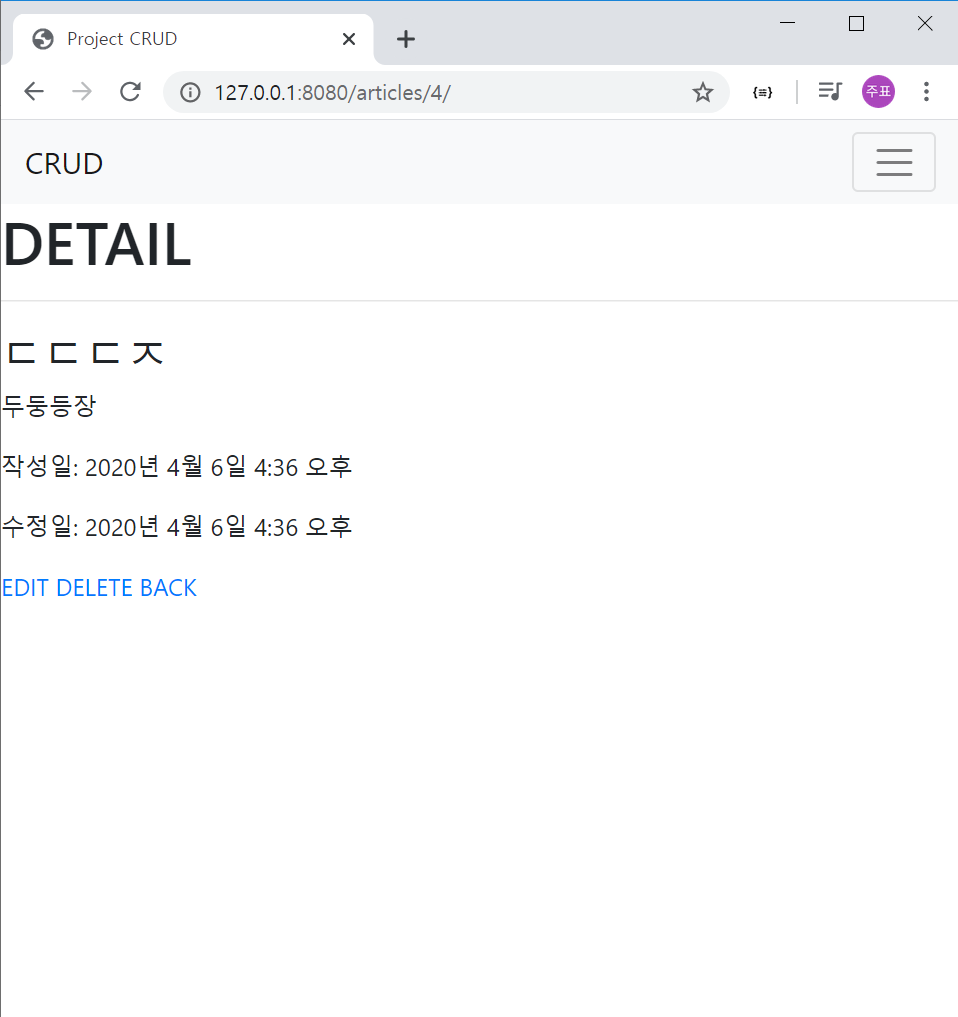 Project CRUD
127.0.0.1:8080/articles/4/
{≡}
주표
CRUD
DETAIL
ㄷㄷㄷㅈ
두둥등장
작성일: 2020년 4월 6일 4:36 오후
수정일: 2020년 4월 6일 4:36 오후
EDIT DELETE BACK